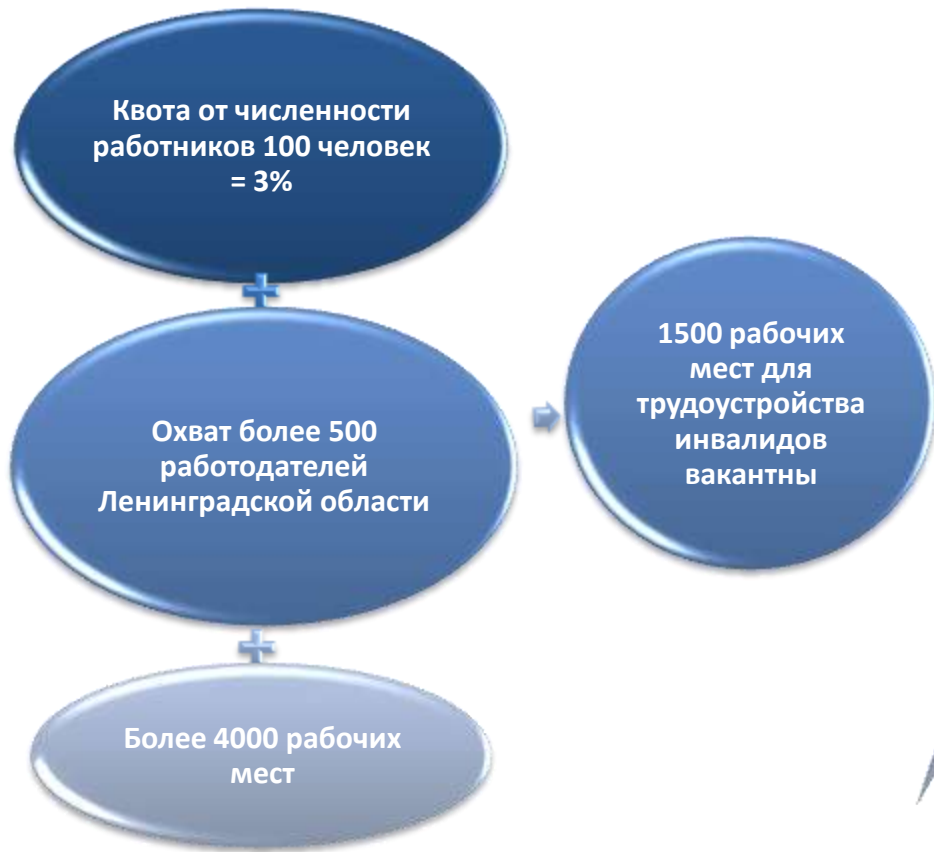 Квота от численности
работников 100 человек
= 3%
Охват более 500
работодателей
Ленинградской области
Более 4000 рабочих
мест
1500 рабочих
мест для
трудоустройства
инвалидов
вакантны